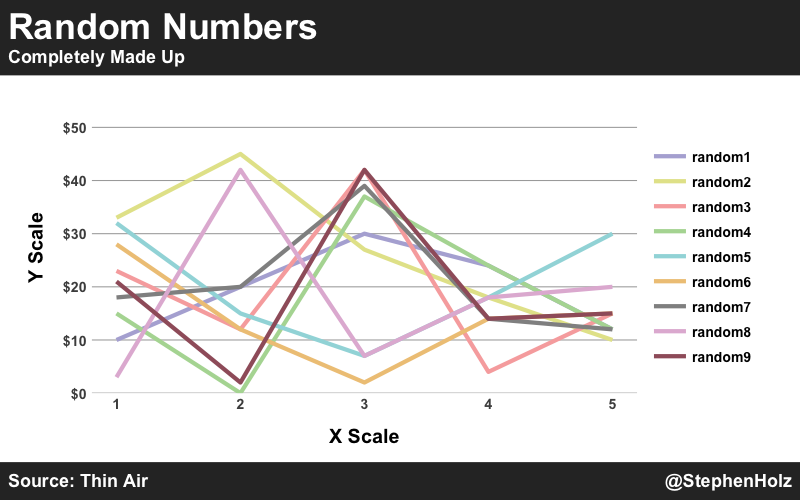 Random Numbers
Completely Made Up
$50
$40
$30
$20
$10
$0
Y Scale
1 2 3 4 5
X Scale
random1
random2
random3
random4
random5
random6
random7
random8
random9
Source: Thin Air
@StephenHolz